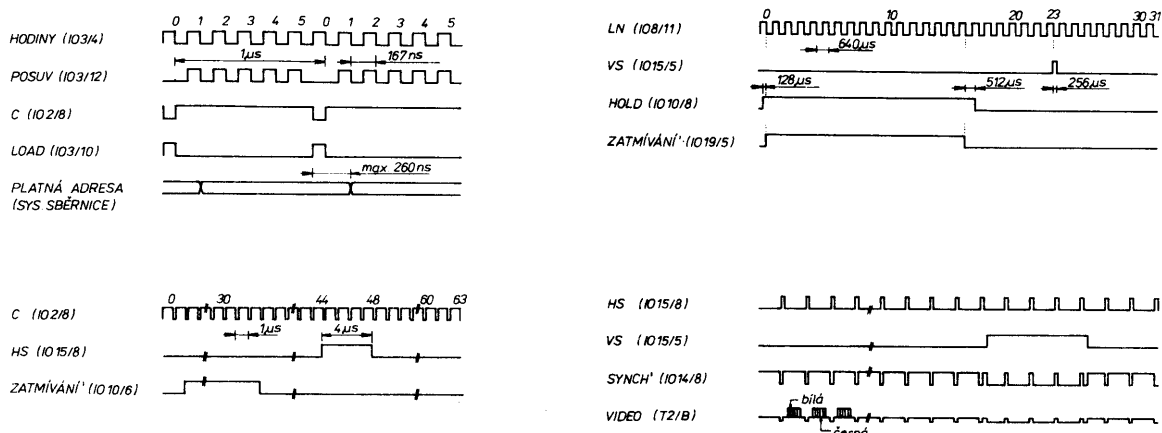 0 1 2 3 4 5 0 1 2 3 4 5
HODINY (IO3/4)
1µs 167ns
POSUV (IO3/12)
C (IO2/8)
LOAD (IO3/10)
max. 260ns
PLATNÁ ADRESA
(SYS. SBĚRNICE)
0 10 20 23 30 31
LN (IO8/11)
640µs
VS (IO15/5)
128µs 512µs 256µs
HOLD (IO10/8)
ZATMÍVÁNÍ' (IO19/5)
0 30 44 48 60 63
C (IO2/8)
1µs 4µs
HS (IO15/8)
ZATMÍVÁNÍ' (IO10/6)
HS (IO15/8)
VS (IO15/5)
SYNCH' (IO14/8)
bílá
VIDEO (T2/B)
černá